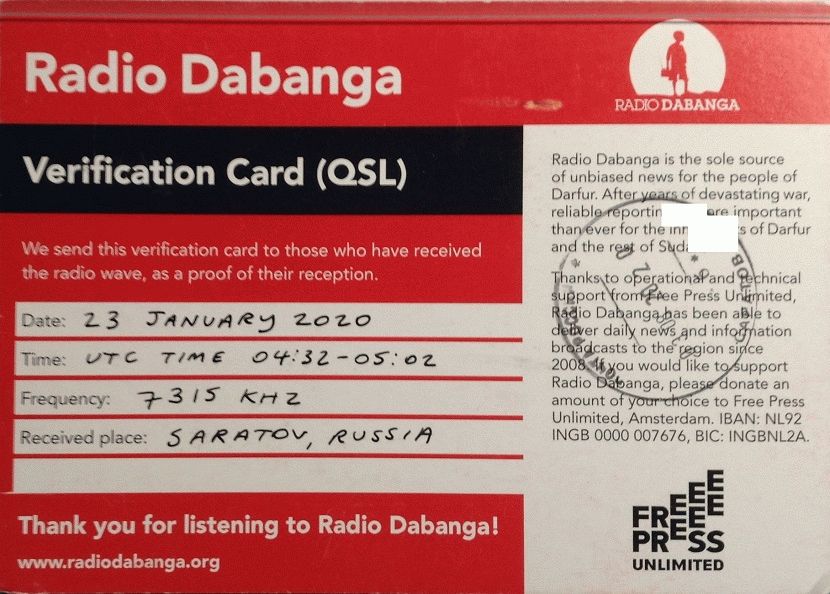 Radio Dabanga
RADIO DABANGA
Verification Card (QSL)
We send this verification card to those who have received
the radio wave, as a proof of their reception.
Date: 23 JANUARY 2020
Time: UTC TIME 04:32-05:02
Frequency: 7315 KHZ
Received place: SARATOV, RUSSIA
Thank you for listening to Radio Dabanga!
www.radiodabanga.org
Radio Dabanga is the sole source
of unbiased news for the people of
Darfur. After years of devastating war,
reliable important
than ever for the of Darfur
and the rest of
Thanks to operational and technical
support from Free Press Unlimited,
Radio Dabanga has been able to
deliver daily news and information
broadcasts to the region since
2008. If you would like to support
Radio Dabanga, please donate an
amount of your choice to Free Press
Unlimited, Amsterdam. IBAN: NL92
INGB 0000 007676, BIC: INGBNL2A.
FREEEE
PRESS
UNLIMITED